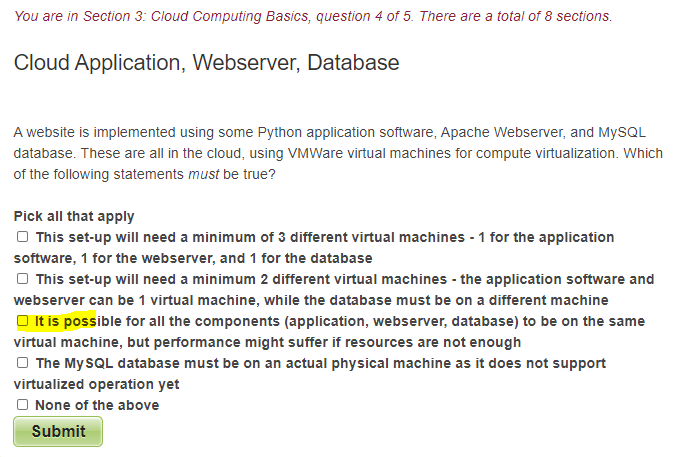 You are in Section 3: Cloud Computing Basics, question 4 of 5. There are a total of 8 sections.
Cloud Application, Webserver, Database
A website is implemented using some Python application software, Apache Webserver, and MySQL
database. These are all in the cloud, using VMWare virtual machines for compute virtualization. Which
of the following statements must be true?
Pick all that apply
This set-up will need a minimum of 3 different virtual machines - 1 for the application
software, 1 for the webserver, and 1 for the database
This set-up will need a minimum 2 different virtual machines - the application software and
webserver can be 1 virtual machine, while the database must be on a different machine
It is possible for all the components (application, webserver, database) to be on the same
virtual machine, but performance might suffer if resources are not enough
The MySQL database must be on an actual physical machine as it does not support
virtualized operation yet
None of the above
Submit